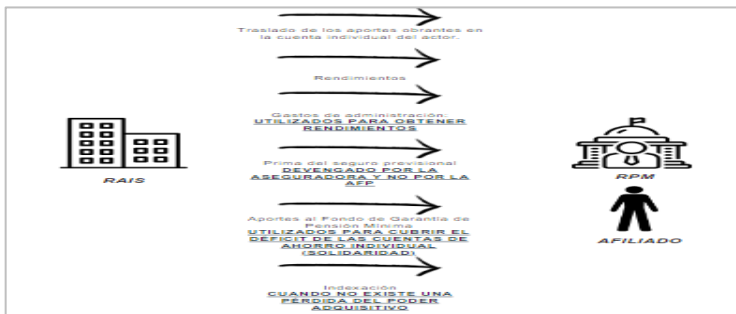 Traslado de los aportes obrantes en
la cuenta individual del actor.
Rendimientos
Gastos de administración.
UTILIZADOS PARA OBTENER
RENDIMIENTOS
Prima del seguro previsional
DEVENGADO POR LA
ASEGURADORA Y NO POR LA
AFP
Aportes al Fondo de Garantía de
Pensión Mínima
UTILIZADOS PARA CUBRIR EL
DÉFICIT DE LAS CUENTAS DE
AHORRO INDIVIDUAL
(SOLIDARIDAD)
Indexación
CUANDO NO EXISTE UNA
PÉRDIDA DEL PODER
ADQUISITIVO
RAIS
RPM
AFILIADO